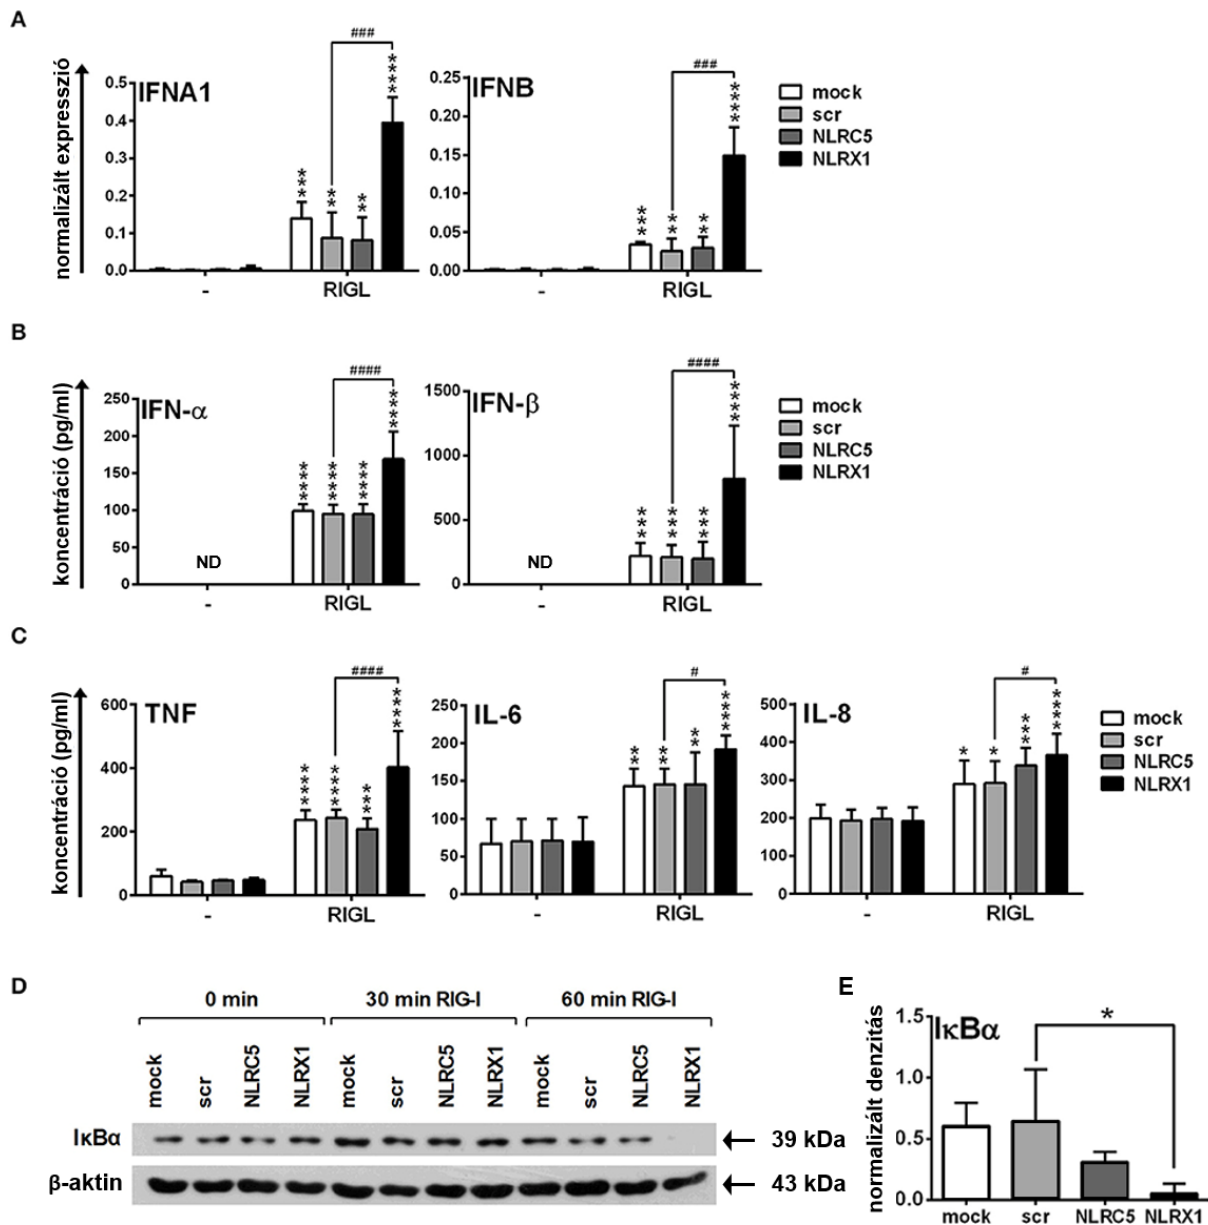 A
normalizált expresszió
IFNA1
0.5
0.4
0.3
0.2
0.1
0.0
***
**
**
****
###
-
RIGL
IFNB
0.25
0.20
0.15
0.10
0.05
0.00
***
**
**
****
###
-
RIGL
mock
scr
NLRC5
NLRX1
B
koncentráció (pg/ml)
IFN-α
250
200
150
100
50
0
ND
****
****
****
****
####
-
RIGL
IFN-β
1500
1000
500
0
ND
***
***
***
****
####
-
RIGL
mock
scr
NLRC5
NLRX1
C
koncentráció (pg/ml)
TNF
600
400
200
0
****
****
***
****
####
-
RIGL
IL-6
250
200
150
100
50
0
**
**
**
****
#
-
RIGL
IL-8
500
400
300
200
100
0
*
*
***
****
#
-
RIGL
mock
scr
NLRC5
NLRX1
D
0 min 30 min RIG-I 60 min RIG-I
mock scr NLRC5 NLRX1 mock scr NLRC5 NLRX1 mock scr NLRC5 NLRX1
IκBα 39 kDa
β-aktin 43 kDa
E
normalizált denzitás
IκBα
1.5
1.0
0.5
0.0
*
mock scr NLRC5 NLRX1